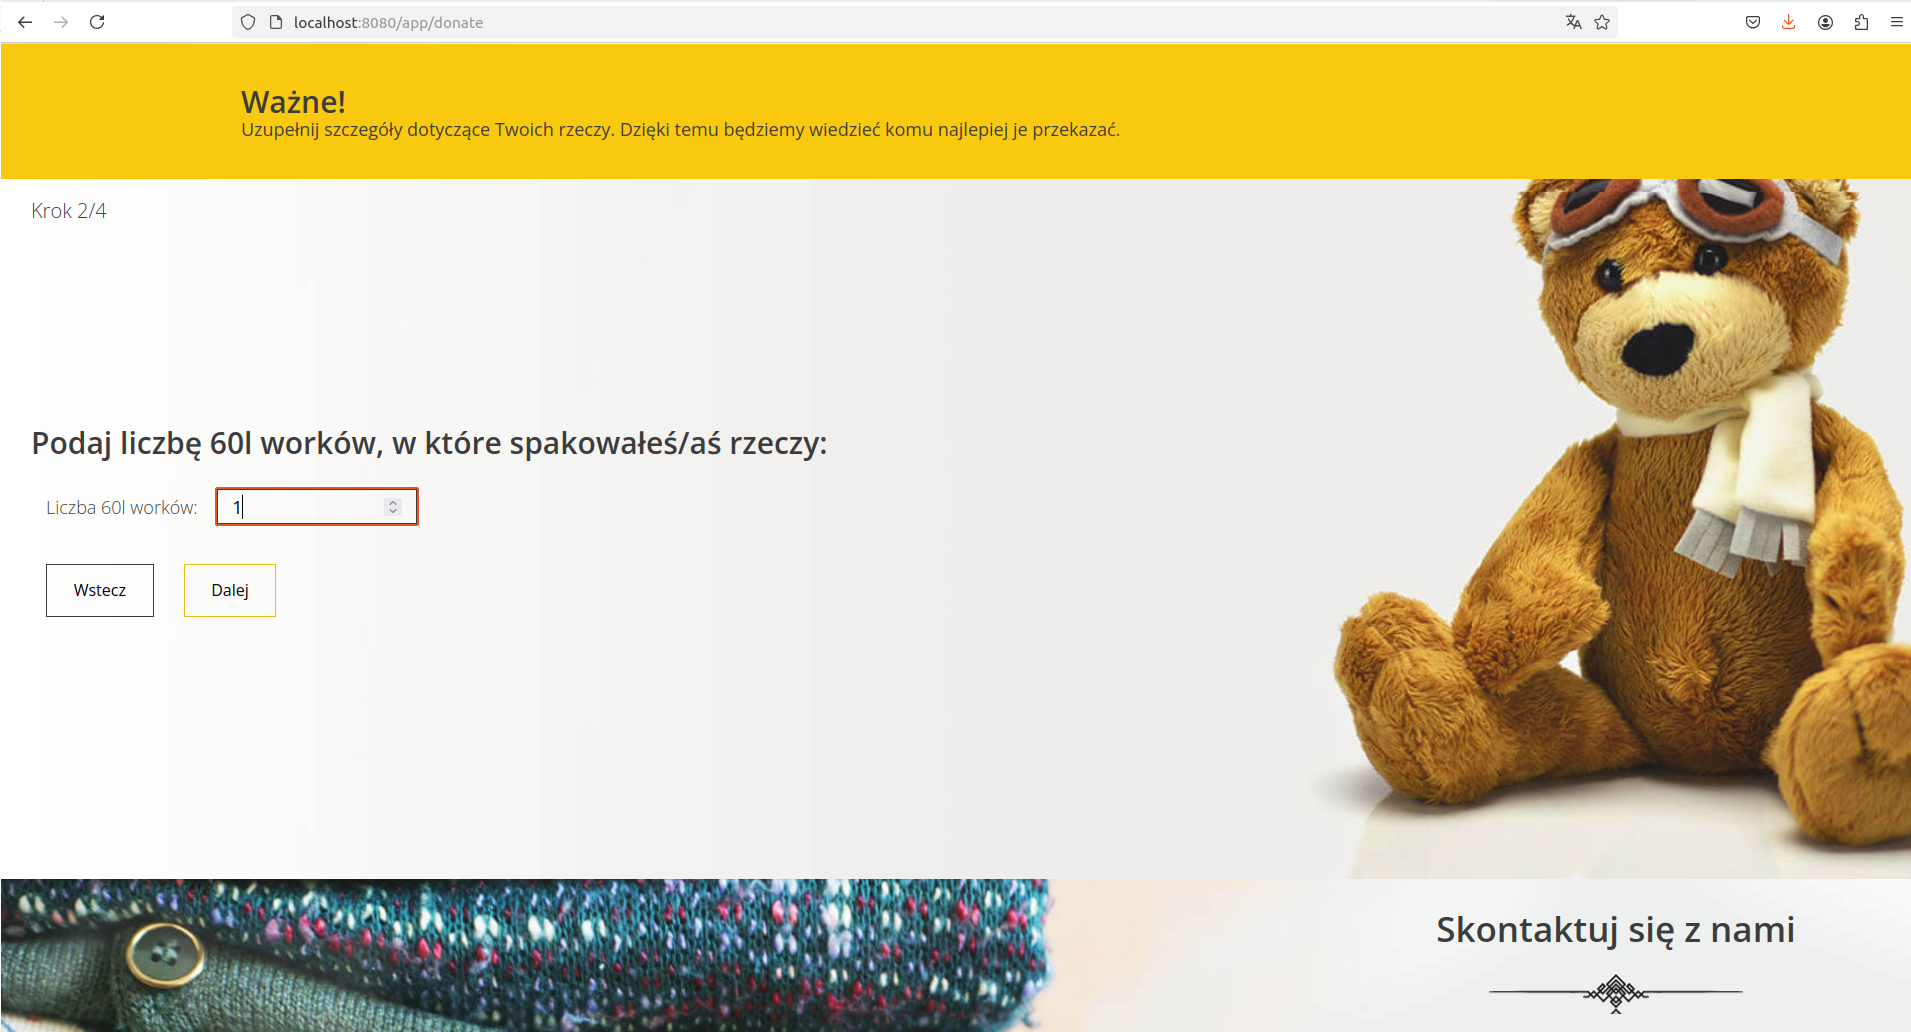 localhost:8080/app/donate
Ważne!
Uzupełnij szczegóły dotyczące Twoich rzeczy. Dzięki temu będziemy wiedzieć komu najlepiej je przekazać.
Krok 2/4
Podaj liczbę 60l worków, w które spakowałeś/aś rzeczy:
Liczba 60l worków: 1
Wstecz Dalej
Skontaktuj się z nami